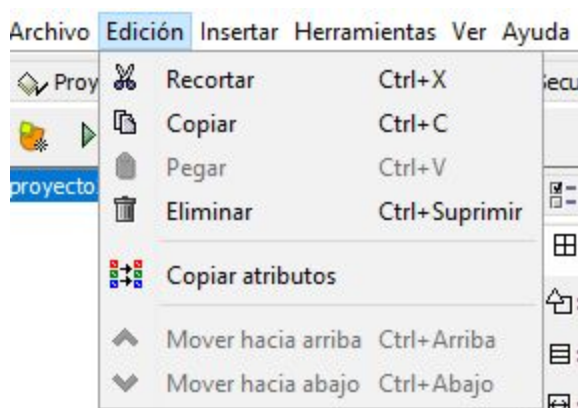 Archivo Edición Insertar Herramientas Ver Ayuda
Proy
Recortar Ctrl+X
Copiar Ctrl+C
Pegar Ctrl+V
proyecto
Eliminar Ctrl+Suprimir
Copiar atributos
Mover hacia arriba Ctrl+Arriba
Mover hacia abajo Ctrl+Abajo